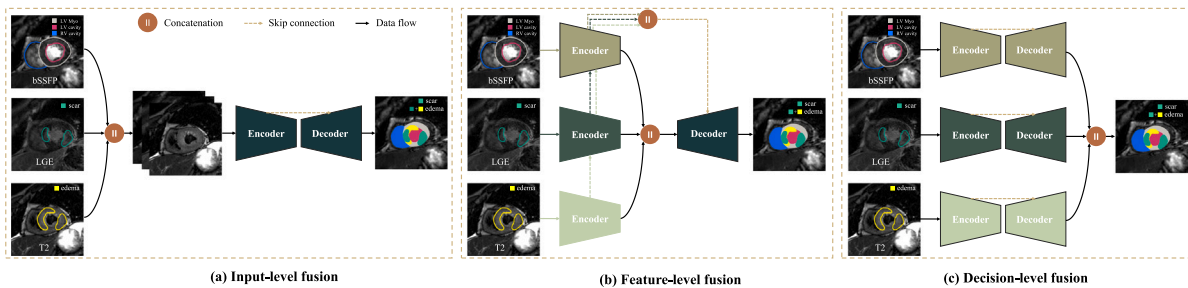 Concatenation
Skip connection
Data flow
LV Myo
LV cavity
RV cavity
bSSFP
scar
LGE
edema
T2
Encoder
Decoder
scar
+ edema
(a) Input-level fusion
LV Myo
LV cavity
RV cavity
bSSFP
scar
LGE
edema
T2
Encoder
Encoder
Encoder
Decoder
scar
+ edema
(b) Feature-level fusion
LV Myo
LV cavity
RV cavity
bSSFP
scar
LGE
edema
T2
Encoder
Decoder
Encoder
Decoder
Encoder
Decoder
scar
+ edema
(c) Decision-level fusion